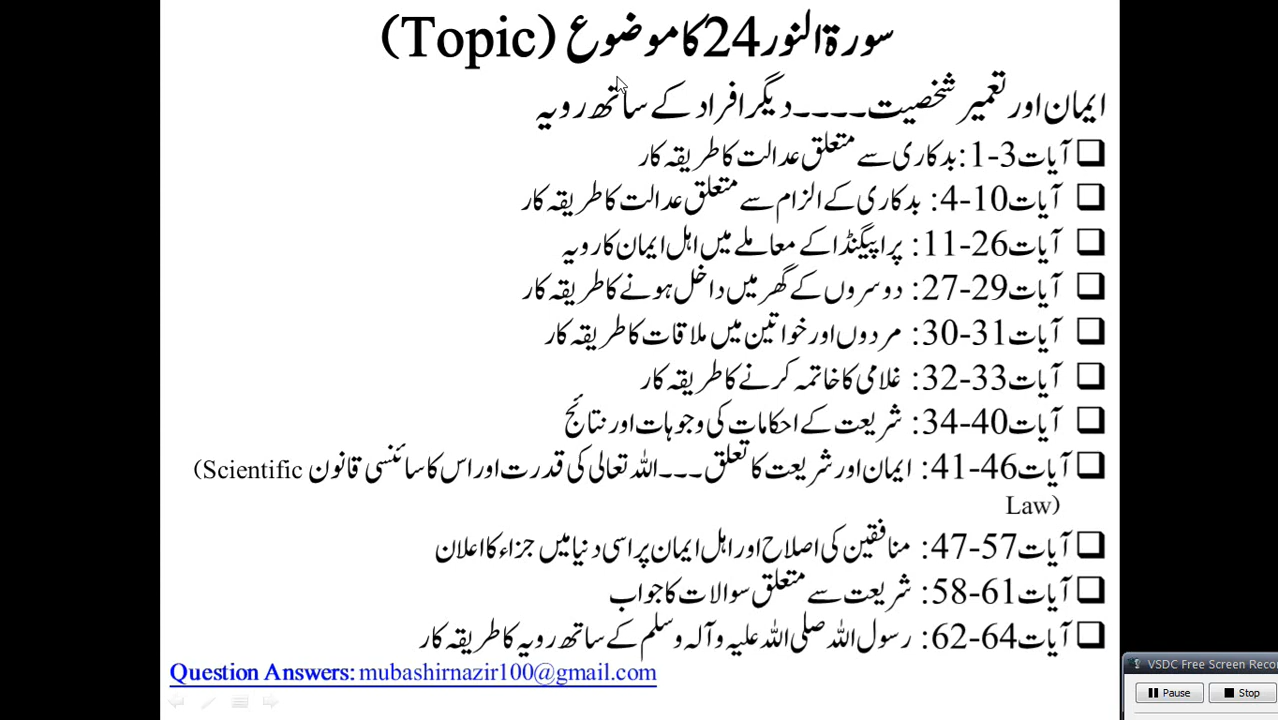 سورۃ النور 24 کا موضوع (Topic)
ایمان اور تعمیر شخصیت۔۔۔۔دیگر افراد کے ساتھ رویہ
❑ آیات 1-3: بدکاری سے متعلق عدالت کا طریقہ کار
❑ آیات 4-10: بدکاری کے الزام سے متعلق عدالت کا طریقہ کار
❑ آیات 11-26: پراپیگنڈا کے معاملے میں اہل ایمان کا رویہ
❑ آیات 27-29: دوسروں کے گھر میں داخل ہونے کا طریقہ کار
❑ آیات 30-31: مردوں اور خواتین میں ملاقات کا طریقہ کار
❑ آیات 32-33: غلامی کا خاتمہ کرنے کا طریقہ کار
❑ آیات 34-40: شریعت کے احکامات کی وجوہات اور نتائج
❑ آیات 41-46: ایمان اور شریعت کا تعلق۔۔۔اللہ تعالی کی قدرت اور اس کا سائنسی قانون (Scientific
Law)
❑ آیات 47-57: منافقین کی اصلاح اور اہل ایمان پر اسی دنیا میں جزاء کا اعلان
❑ آیات 58-61: شریعت سے متعلق سوالات کا جواب
❑ آیات 62-64: رسول اللہ صلی اللہ علیہ وآلہ وسلم کے ساتھ رویہ کا طریقہ کار
Question Answers: mubashirnazir100@gmail.com
VSDC Free Screen Reco
Pause
Stop